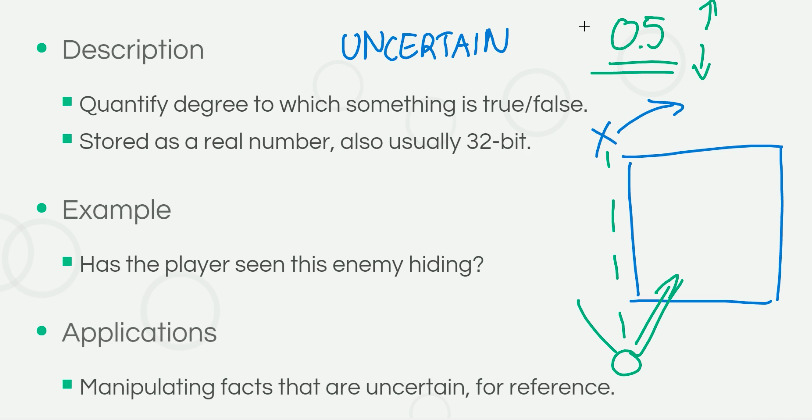 Description
UNCERTAIN
0.5
Quantify degree to which something is true/false.
Stored as a real number, also usually 32-bit.
X
Example
Has the player seen this enemy hiding?
Applications
Manipulating facts that are uncertain, for reference.